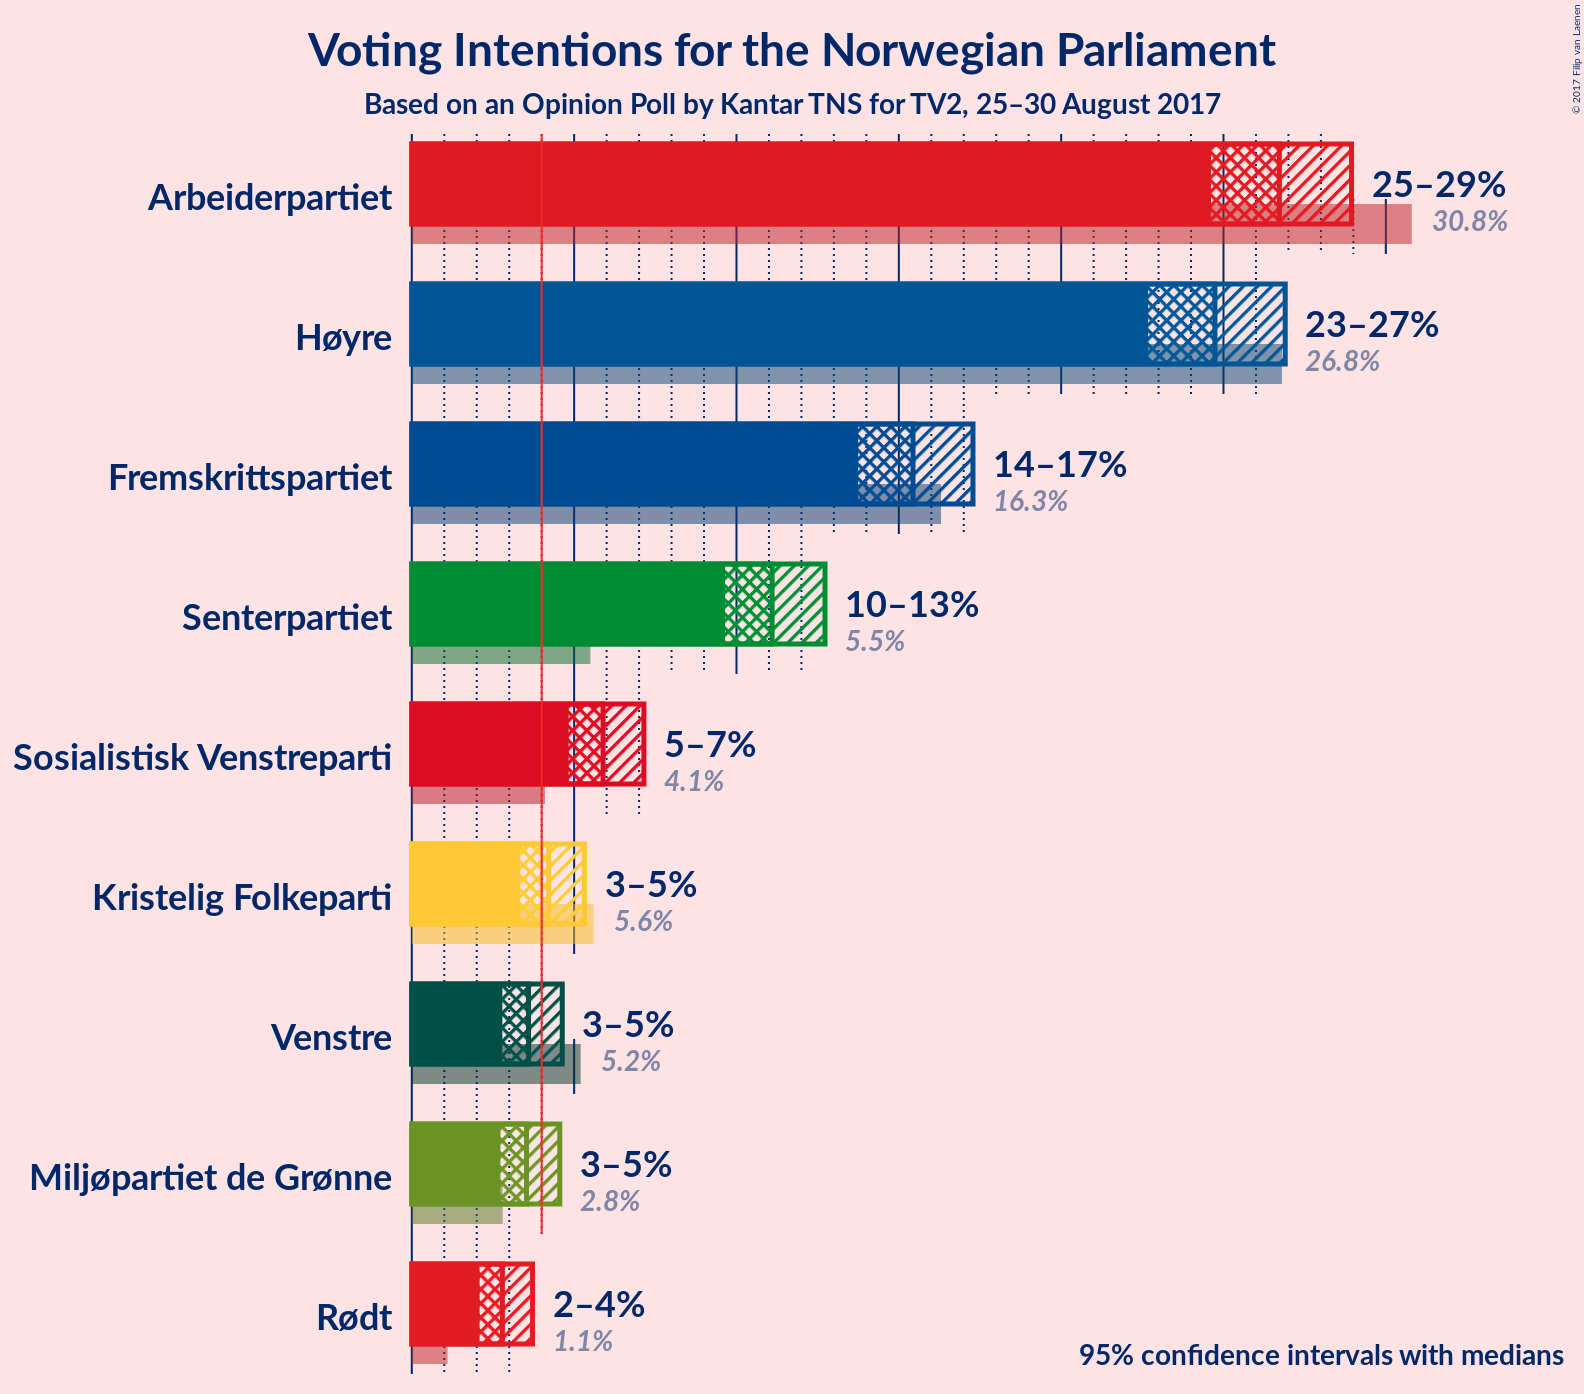 Voting Intentions for the Norwegian Parliament
Based on an Opinion Poll by Kantar TNS for TV2, 25–30 August 2017
© 2017 Filip van Laenen
Arbeiderpartiet
25–29%
30.8%
Høyre
23–27%
26.8%
Fremskrittspartiet
14–17%
16.3%
Senterpartiet
10–13%
5.5%
Sosialistisk Venstreparti
5–7%
4.1%
Kristelig Folkeparti
3–5%
5.6%
Venstre
3–5%
5.2%
Miljøpartiet de Grønne
3–5%
2.8%
Rødt
2–4%
1.1%
95% confidence intervals with medians